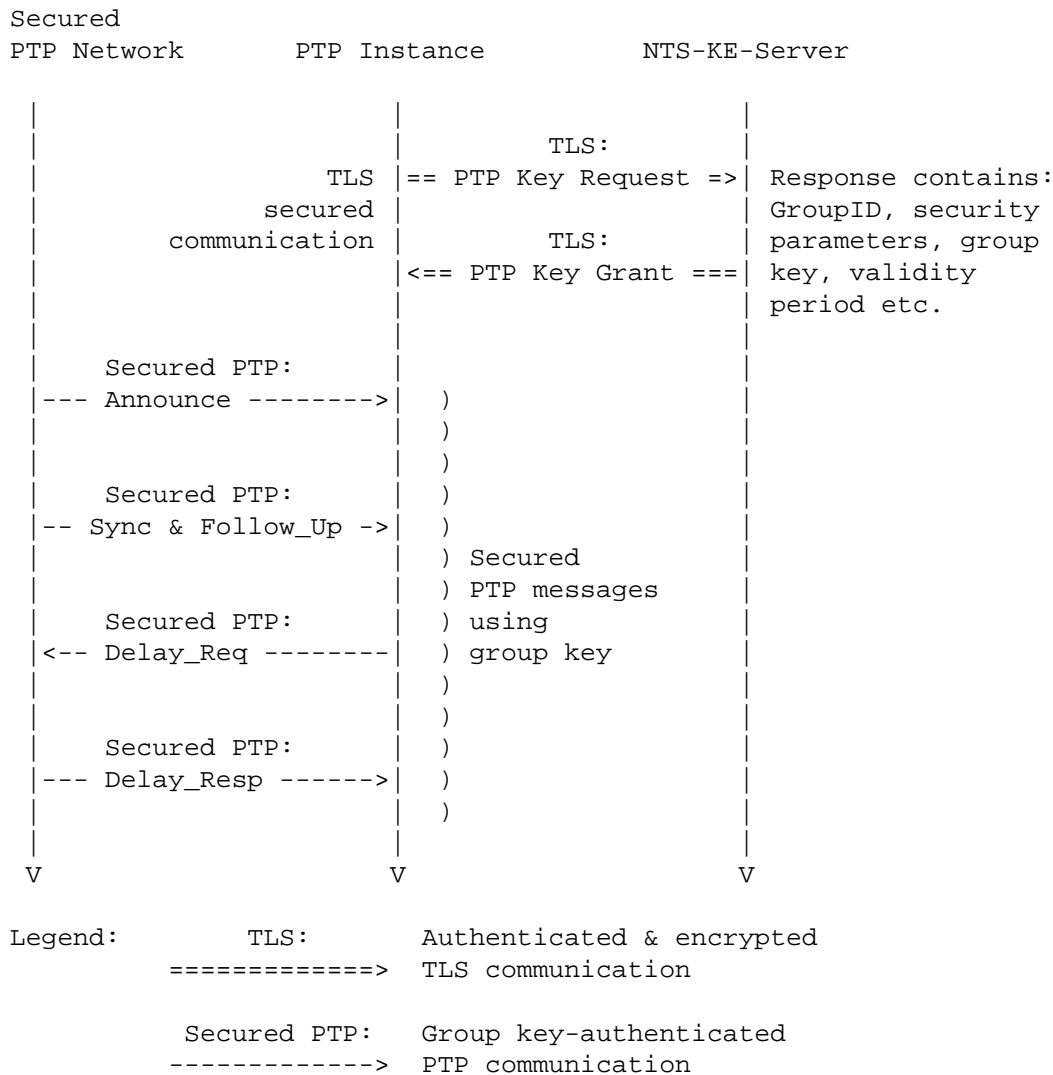 Secured
PTP Network PTP Instance NTS-KE-Server
TLS:
TLS |== PTP Key Request =>| Response contains:
secured | | GroupID, security
communication | TLS: | parameters, group
|<== PTP Key Grant ===| key, validity
period etc.
Secured PTP:
|--- Announce -------->| )
)
)
Secured PTP: | )
|-- Sync & Follow_Up ->| )
) Secured
) PTP messages
Secured PTP: | ) using
|<-- Delay_Req --------| ) group key
)
)
Secured PTP: | )
|--- Delay_Resp ------>| )
)
V V V
Legend: TLS: Authenticated & encrypted
=============> TLS communication
Secured PTP: Group key-authenticated
-------------> PTP communication